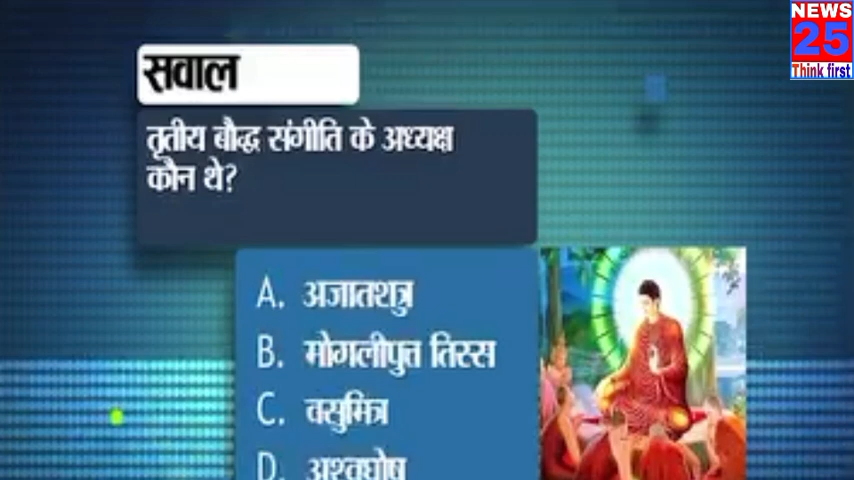 NEWS
25
Think first
सवाल
तृतीय बौद्ध संगीति के अध्यक्ष
कौन थे?
A. अजातशत्रु
B. मोगलीपुत्त तिस्स
C. वसुमित्र
D. अश्वघोष